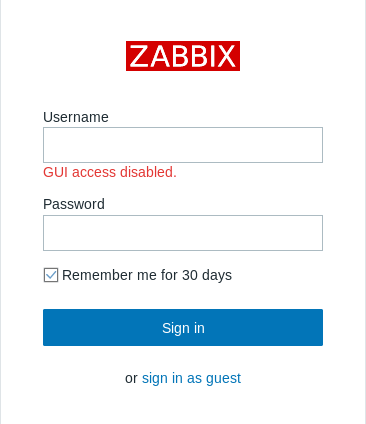 ZABBIX
Username
GUI access disabled.
Password
Remember me for 30 days
Sign in
or sign in as guest